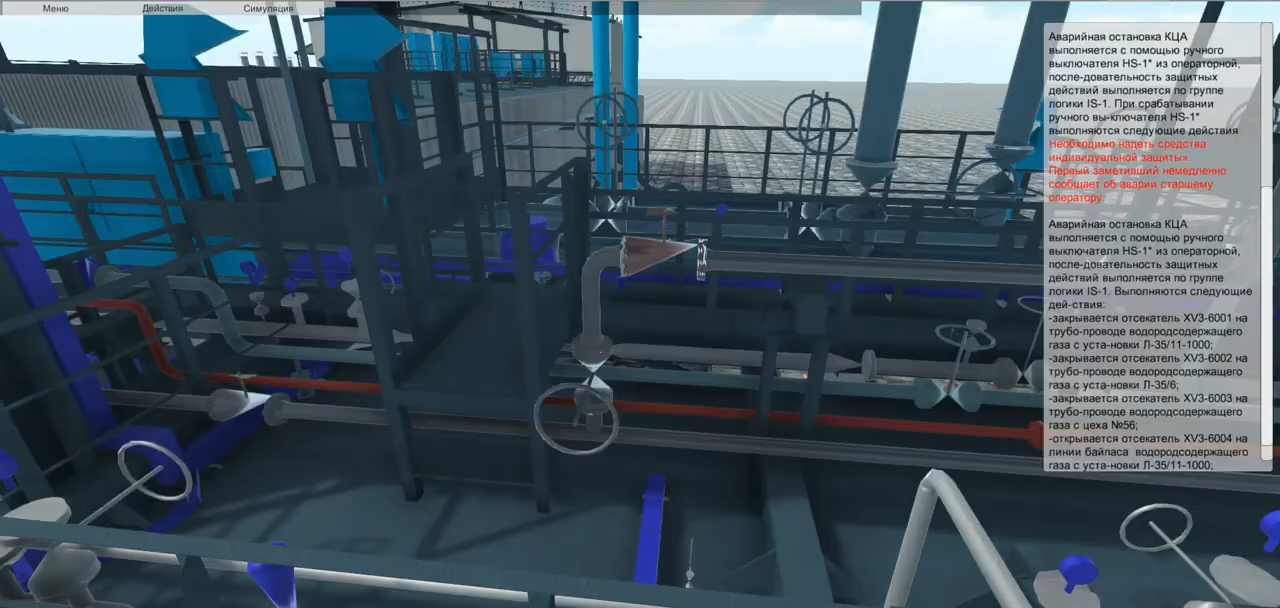 Меню Действия Симуляция
Аварийная остановка КЦА
выполняется с помощью ручного
выключателя HS-1* из операторной,
после-довательность защитных
действий выполняется по группе
логики IS-1. При срабатывании
ручного вы-ключателя HS-1*
выполняются следующие действия
Необходимо надеть средства
индивидуальной защиты».
Первый заметивший немедленно
сообщает об аварии старшему
оператору.
Аварийная остановка КЦА
выполняется с помощью ручного
выключателя HS-1* из операторной,
после-довательность защитных
действий выполняется по группе
логики IS-1. Выполняются следующие
дей-ствия:
-закрывается отсекатель XV3-6001 на
трубо-проводе водородсодержащего
газа с ус-тановки Л-35/11-1000;
-закрывается отсекатель XV3-6002 на
трубо-проводе водородсодержащего
газа с уста-новки Л-35/6;
-закрывается отсекатель XV3-6003 на
трубо-проводе водородсодержащего
газа с цеха №56;
-открывается отсекатель XV3-6004 на
линии байпаса водородсодержащего
газа с уста-новки Л-35/11-1000;